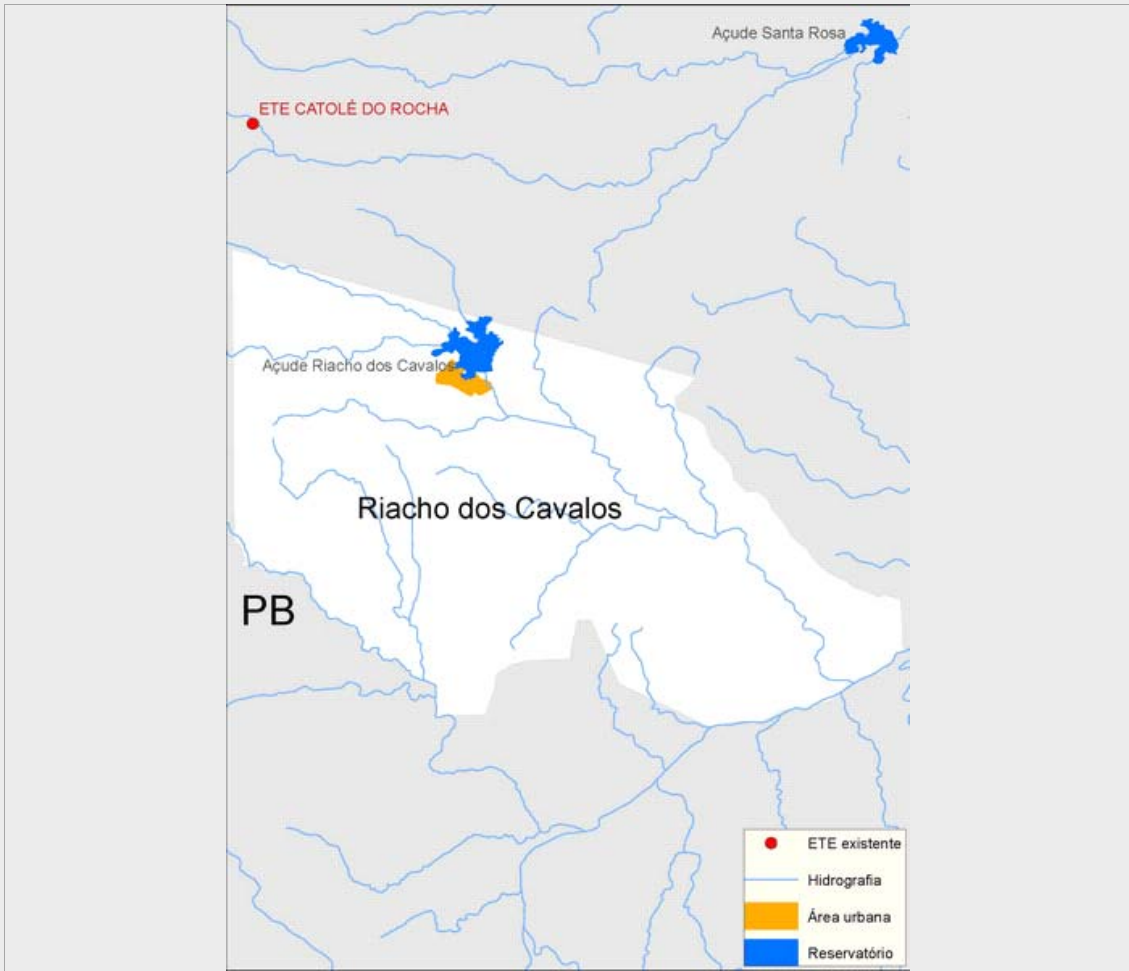 Açude Santa Rosa
ETE CATOLÉ DO ROCHA
Açude Riacho dos Cavalos
Riacho dos Cavalos
PB
ETE existente
Hidrografia
Área urbana
Reservatório